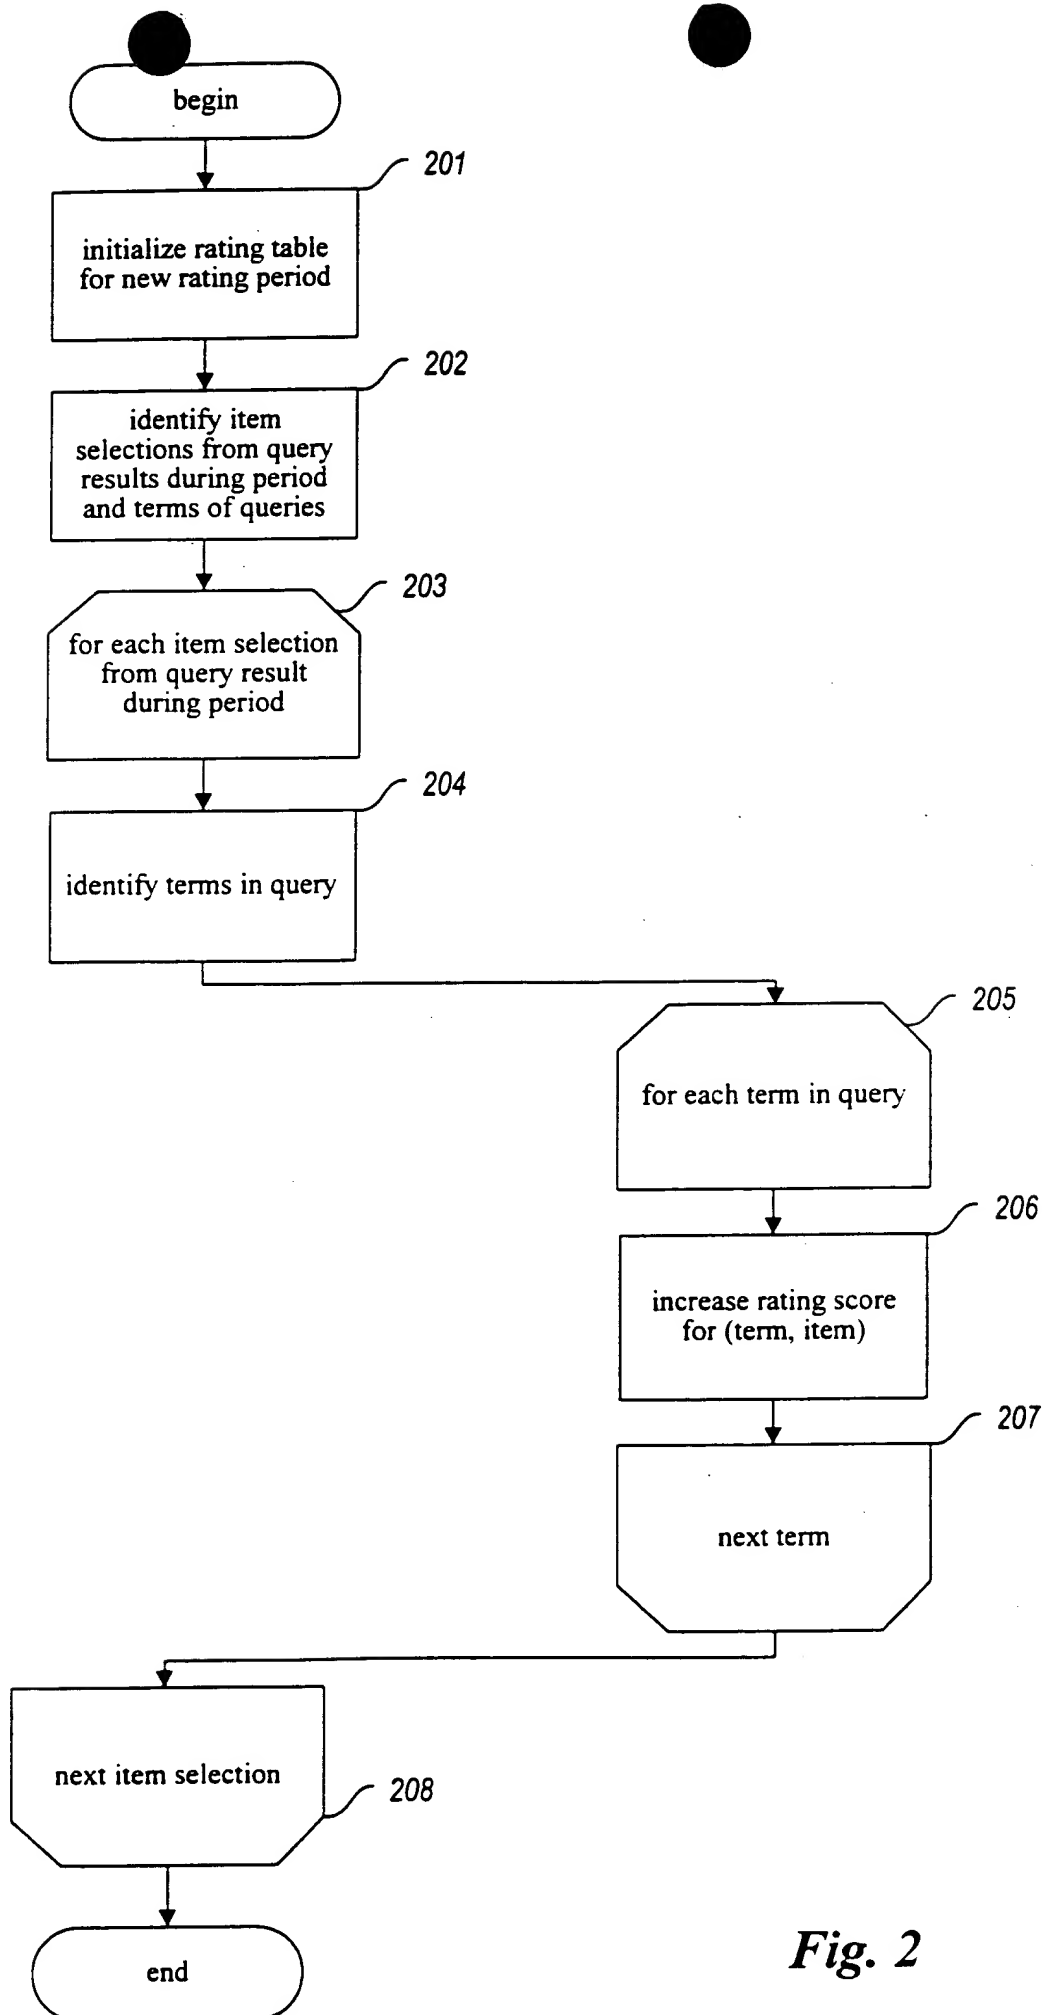 begin
201
initialize rating table
for new rating period
202
identify item
selections from query
results during period
and terms of queries
203
for each item selection
from query result
during period
204
identify terms in query
205
for each term in query
206
increase rating score
for (term, item)
207
next term
next item selection
208
end
Fig. 2